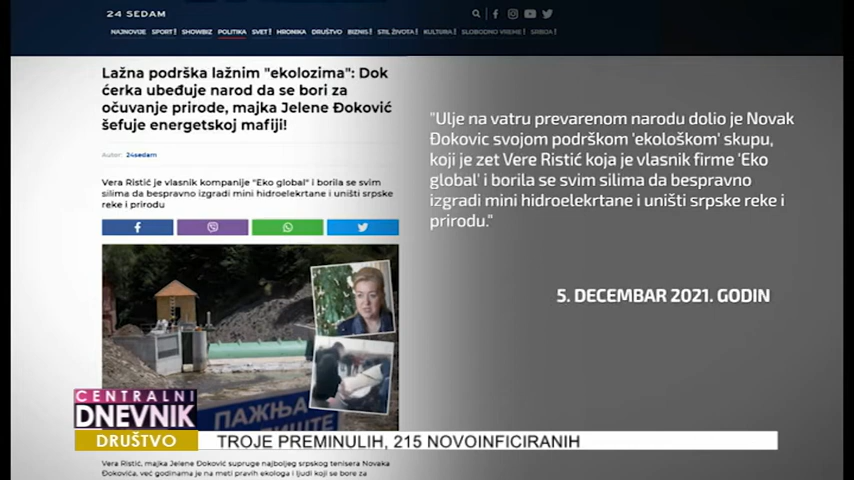 24 SEDAM
NAJNOVIJE SPORT SHOWBIZ POLITIKA SVET HRONIKA DRUŠTVO BIZNIS STIL ŽIVOTA KULTURA SLOBODNO VREME SRBIJA
Lažna podrška lažnim "ekolozima": Dok
ćerka ubeđuje narod da se bori za
očuvanje prirode, majka Jelene Đoković
šefuje energetskoj mafiji!
Autor: 24sedam
Vera Ristić je vlasnik kompanije "Eko global" i borila se svim
silima da bespravno izgradi mini hidroelekrtane i uništi srpske
reke i prirodu
ПАЖЊА
Vera Ristić, majka Jelene Đoković supruge najboljeg srpskog tenisera Novaka
Đokovića, već godinama je na meti pravih ekologa i ljudi koji se bore za
"Ulje na vatru prevarenom narodu dolio je Novak
Đokovic svojom podrškom 'ekološkom' skupu,
koji je zet Vere Ristić koja je vlasnik firme 'Eko
global' i borila se svim silima da bespravno
izgradi mini hidroelekrtane i uništi srpske reke i
prirodu."
5. DECEMBAR 2021. GODIN
CENTRALNI
DNEVNIK
DRUŠTVO
TROJE PREMINULIH, 215 NOVOINFICIRANIH